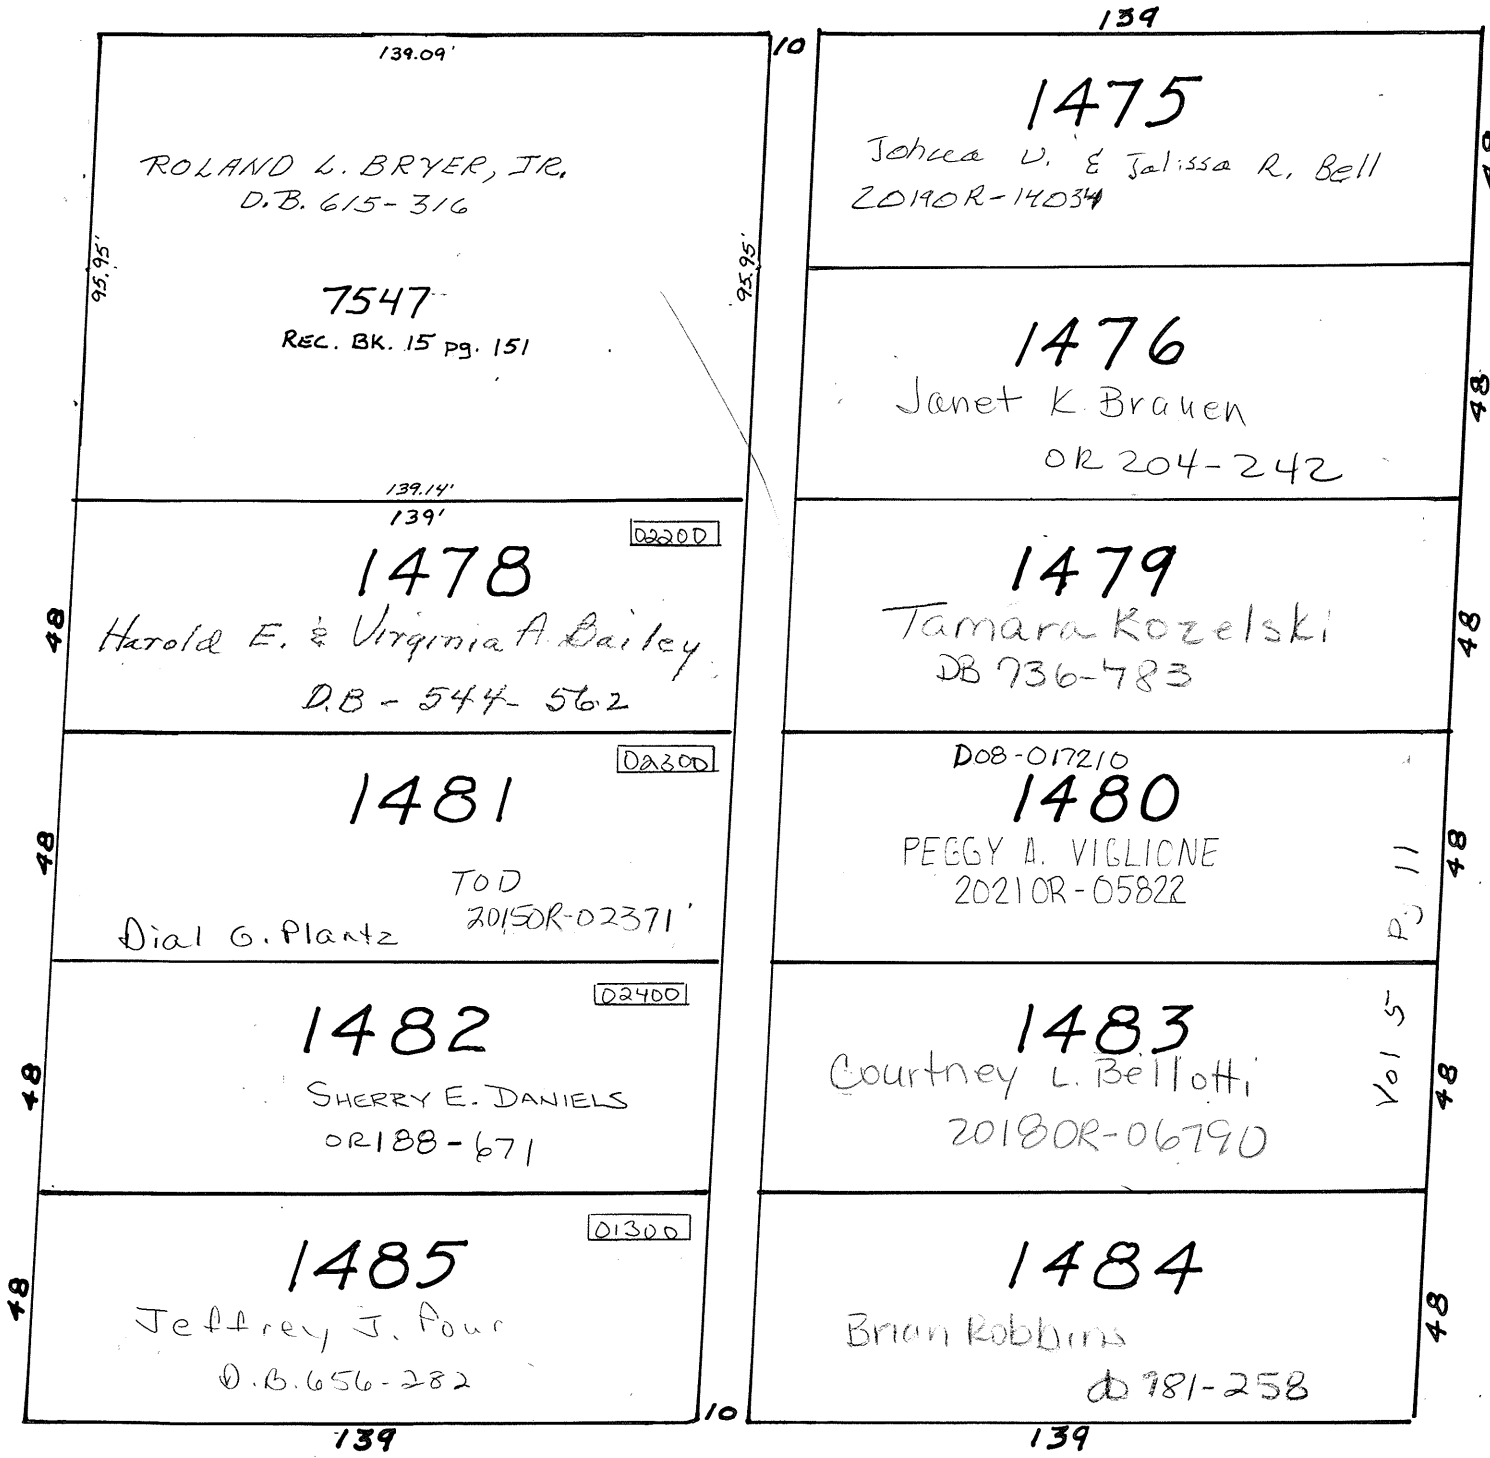 139
139.09'
10
ROLAND L. BRYER, JR.
D.B. 615-316
95.95'
95.95'
7547
REC. BK. 15 pg. 151
139.14'
139'
02200
1478
48
Harold E. & Virginia A. Bailey
D.B - 544-562
02300
1481
48
TOD
2015OR-02371
Dial G. Plantz
02400
1482
48
SHERRY E. DANIELS
OR188-671
01300
1485
48
Jeffrey J. Pour
D.B. 656-282
139
10
1475
48
U. & Jalissa R. Bell
2019OR-14034
1476
48
Janet K. Brauen
OR 204-242
1479
48
Tamara Kozelski
DB 736-783
D08-017210
1480
48
PEGGY A. VIGLIONE
2021OR-05822
Vol 5 Pg 11
1483
48
Courtney L. Bellotti
2018OR-06790
1484
48
Brian Robbins
781-258
139